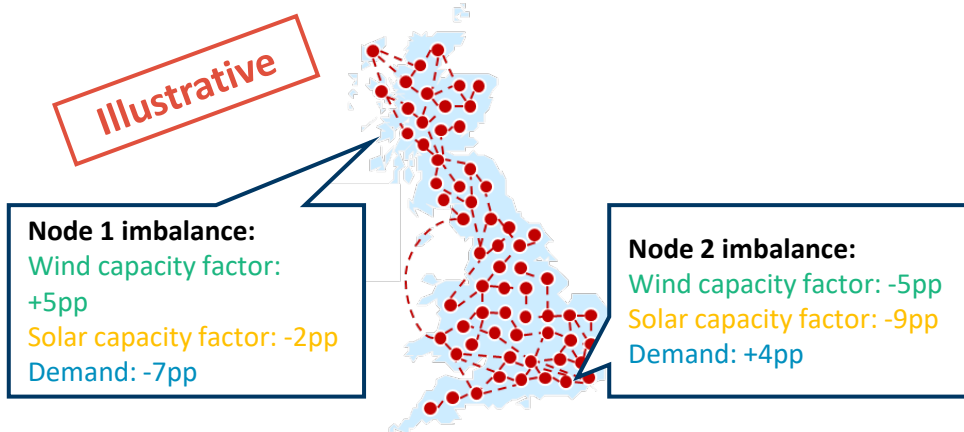 Illustrative
Node 1 imbalance:
Wind capacity factor:
+5pp
Solar capacity factor: -2pp
Demand: -7pp
Node 2 imbalance:
Wind capacity factor: -5pp
Solar capacity factor: -9pp
Demand: +4pp